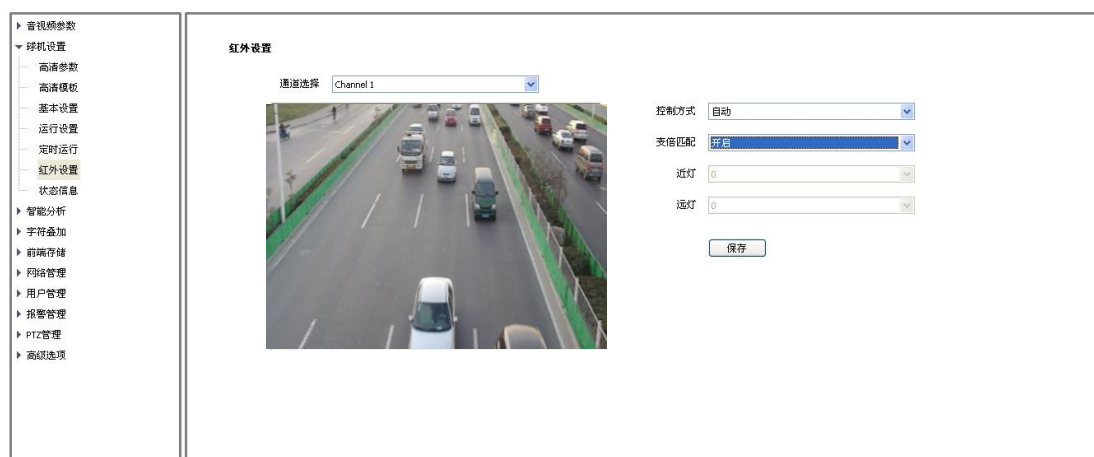 音视频参数
球机设置
高清参数
高清模板
基本设置
运行设置
定时运行
红外设置
状态信息
智能分析
字符叠加
前端存储
网络管理
用户管理
报警管理
PTZ管理
高级选项
红外设置
通道选择 Channel 1
控制方式 自动
变倍匹配 开启
近灯 0
远灯 0
保存